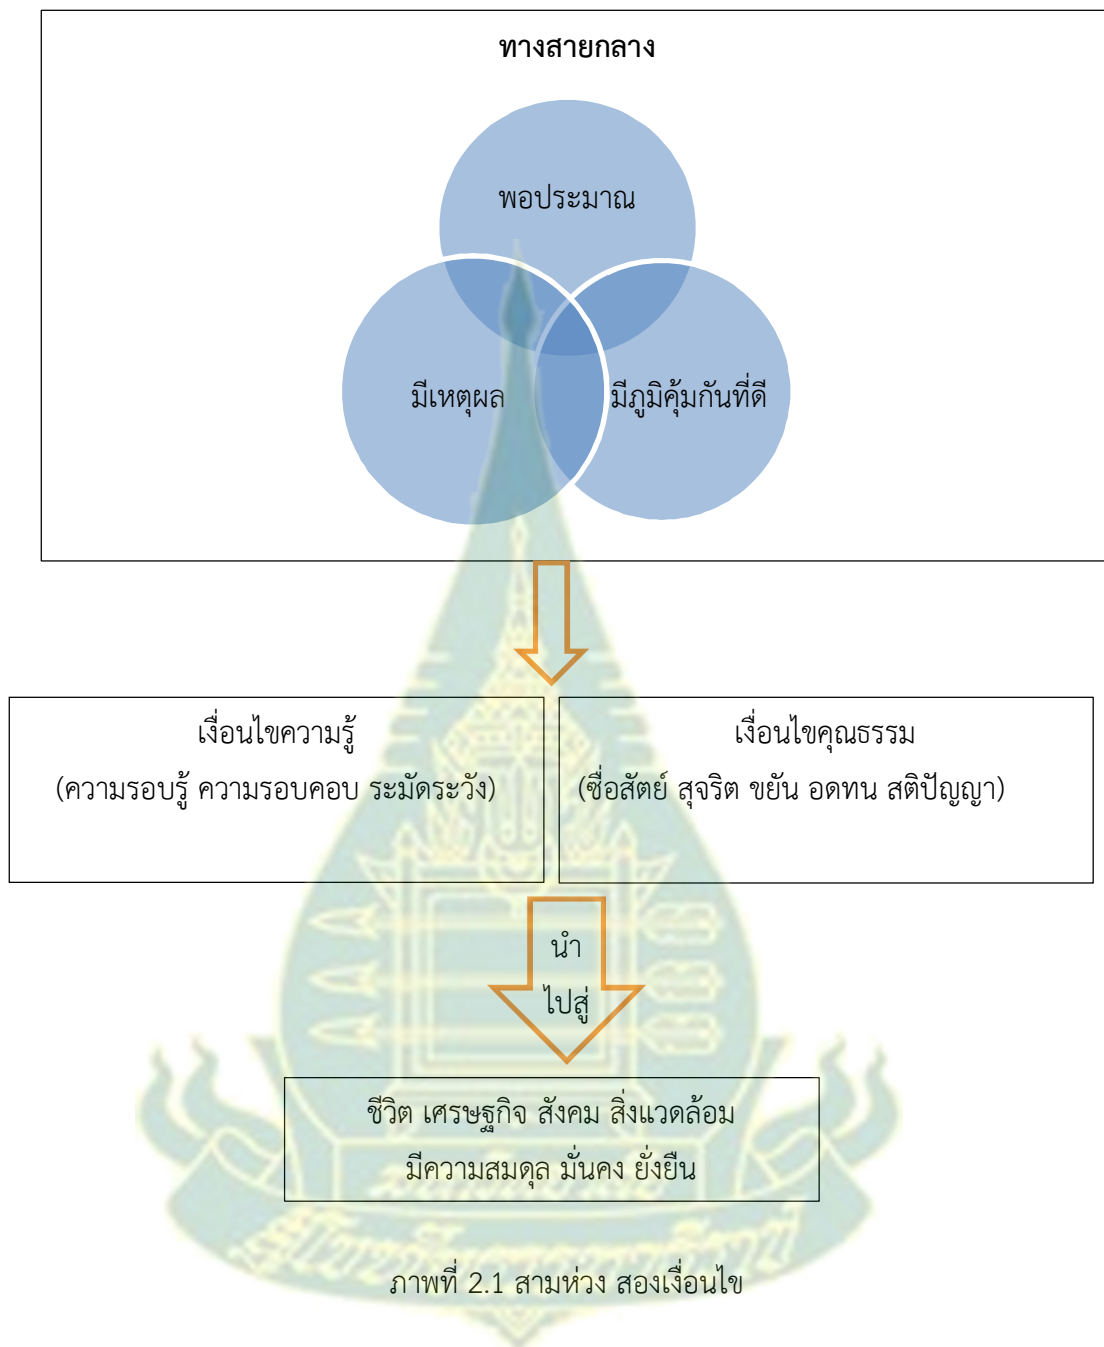 ทางสายกลาง
พอประมาณ
มีเหตุผล
มีภูมิคุ้มกันที่ดี
เงื่อนไขความรู้
(ความรอบรู้ ความรอบคอบ ระมัดระวัง)
เงื่อนไขคุณธรรม
(ซื่อสัตย์ สุจริต ขยัน อดทน สติปัญญา)
นำ
ไปสู่
ชีวิต เศรษฐกิจ สังคม สิ่งแวดล้อม
มีความสมดุล มั่นคง ยั่งยืน
ภาพที่ 2.1 สามห่วง สองเงื่อนไข